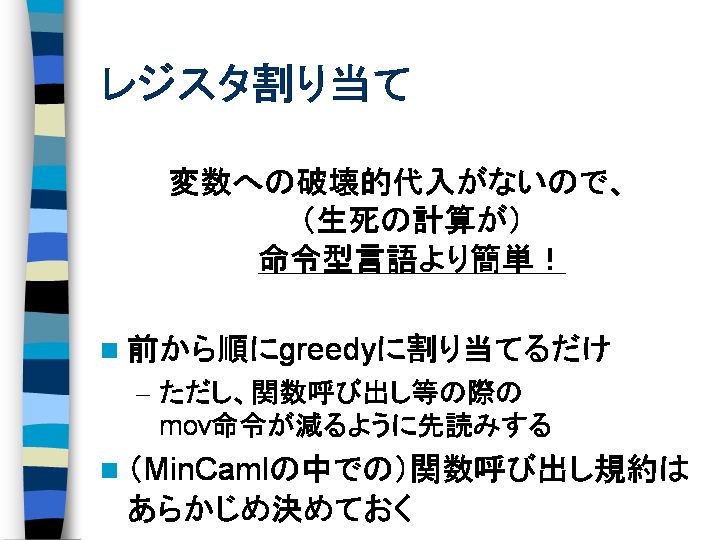 レジスタ割り当て
変数への破壊的代入がないので、
（生死の計算が）
命令型言語より簡単！
前から順にgreedyに割り当てるだけ
– ただし、関数呼び出し等の際の
mov命令が減るように先読みする
（MinCamlの中での）関数呼び出し規約は
あらかじめ決めておく